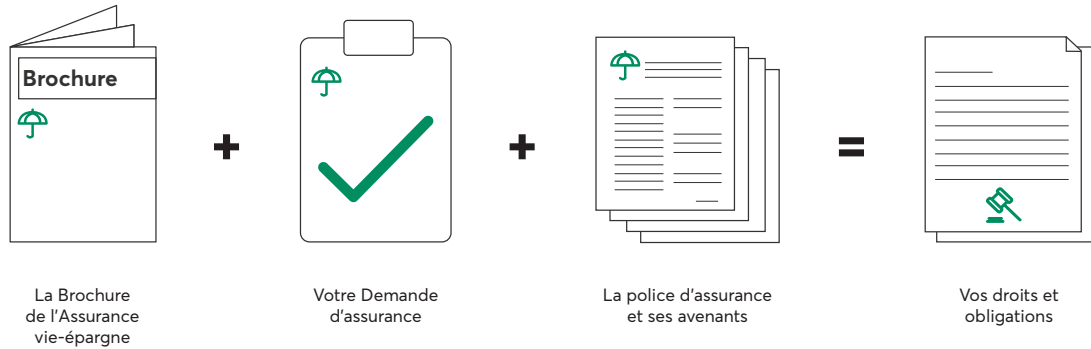 Brochure
+
+
=
La Brochure
de l'Assurance
vie-épargne
Votre Demande
d'assurance
La police d'assurance
et ses avenants
Vos droits et
obligations